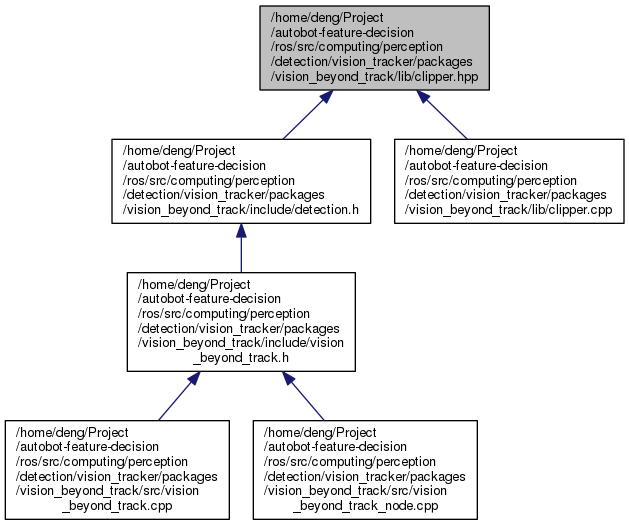 /home/deng/Project
/autobot-feature-decision
/ros/src/computing/perception
/detection/vision_tracker/packages
/vision_beyond_track/lib/clipper.hpp
/home/deng/Project
/autobot-feature-decision
/ros/src/computing/perception
/detection/vision_tracker/packages
/vision_beyond_track/include/detection.h
/home/deng/Project
/autobot-feature-decision
/ros/src/computing/perception
/detection/vision_tracker/packages
/vision_beyond_track/lib/clipper.cpp
/home/deng/Project
/autobot-feature-decision
/ros/src/computing/perception
/detection/vision_tracker/packages
/vision_beyond_track/include/vision
_beyond_track.h
/home/deng/Project
/autobot-feature-decision
/ros/src/computing/perception
/detection/vision_tracker/packages
/vision_beyond_track/src/vision
_beyond_track.cpp
/home/deng/Project
/autobot-feature-decision
/ros/src/computing/perception
/detection/vision_tracker/packages
/vision_beyond_track/src/vision
_beyond_track_node.cpp